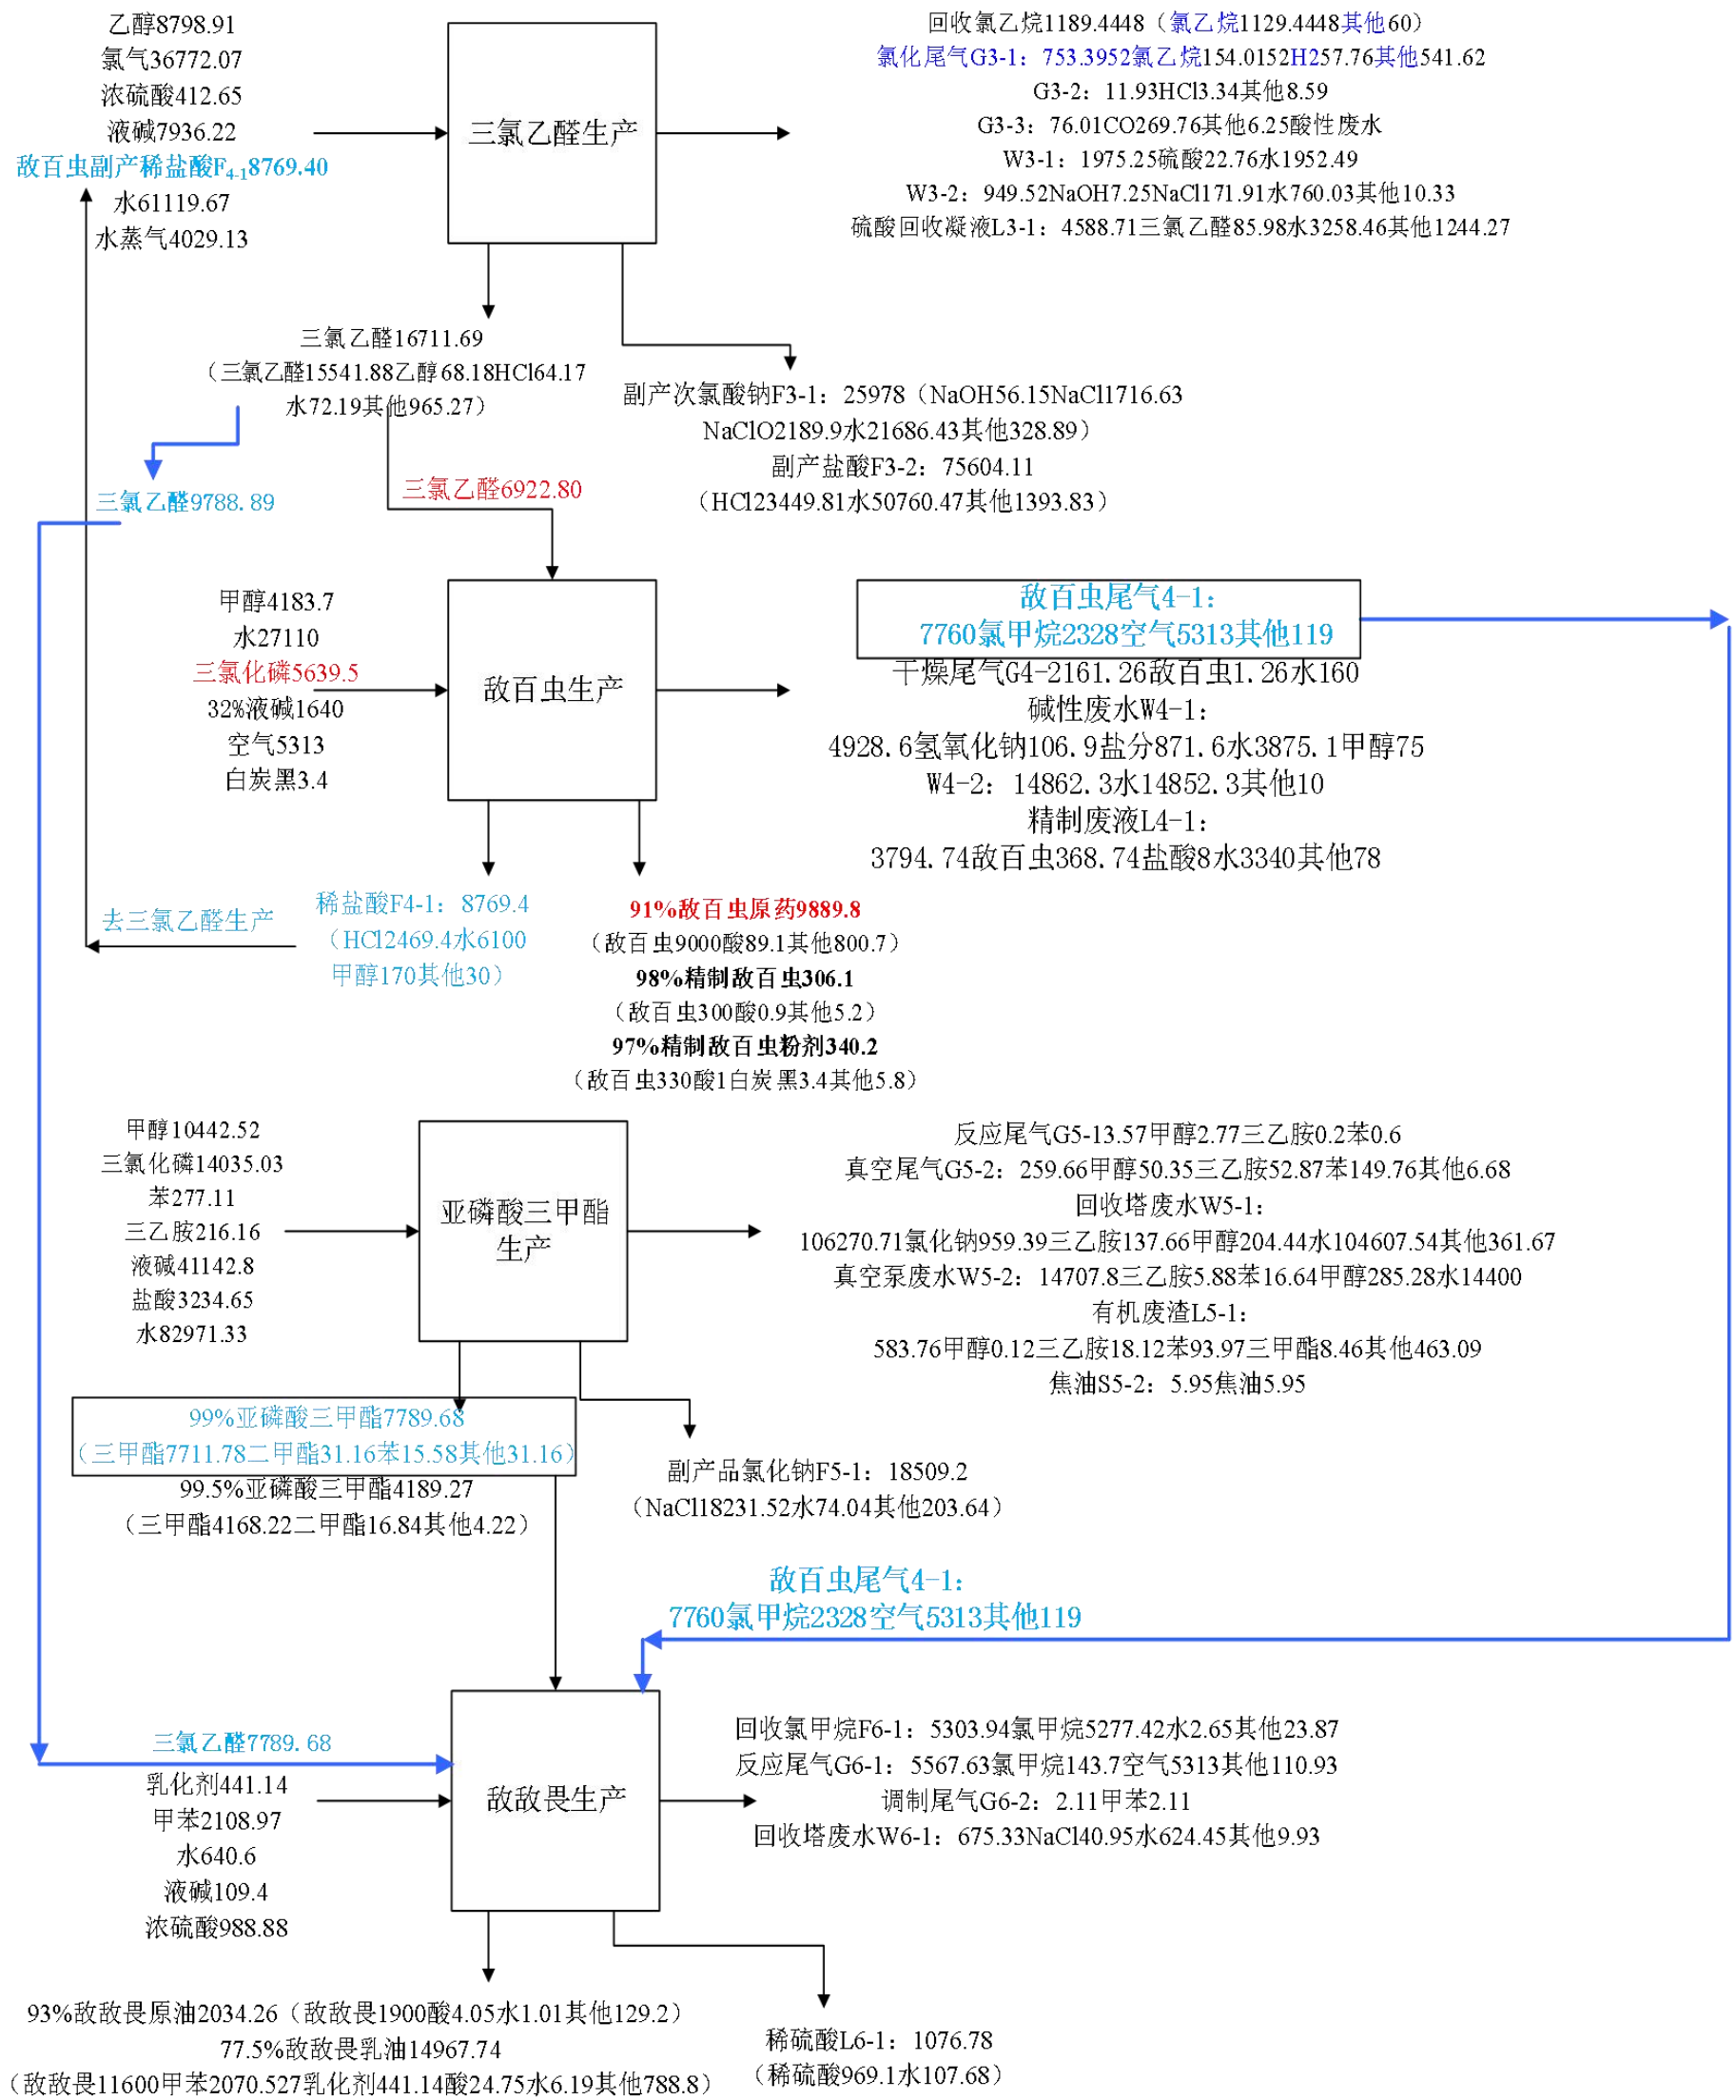 乙醇8798.91
氯气36772.07
浓硫酸412.65
液碱7936.22
敌百虫副产稀盐酸F4-18769.40
水61119.67
水蒸气4029.13
三氯乙醛生产
回收氯乙烷1189.4448（氯乙烷1129.4448其他60）
氯化尾气G3-1：753.3952氯乙烷154.0152H257.76其他541.62
G3-2：11.93HCl3.34其他8.59
G3-3：76.01CO269.76其他6.25酸性废水
W3-1：1975.25硫酸22.76水1952.49
W3-2：949.52NaOH7.25NaCl171.91水760.03其他10.33
硫酸回收凝液L3-1：4588.71三氯乙醛85.98水3258.46其他1244.27
三氯乙醛16711.69
（三氯乙醛15541.88乙醇68.18HCl64.17
水72.19其他965.27）
副产次氯酸钠F3-1：25978（NaOH56.15NaCl1716.63
NaClO2189.9水21686.43其他328.89）
副产盐酸F3-2：75604.11
（HCl23449.81水50760.47其他1393.83）
三氯乙醛9788.89
三氯乙醛6922.80
甲醇4183.7
水27110
三氯化磷5639.5
32%液碱1640
空气5313
白炭黑3.4
敌百虫生产
敌百虫尾气4-1：
7760氯甲烷2328空气5313其他119
干燥尾气G4-2161.26敌百虫1.26水160
碱性废水W4-1：
4928.6氢氧化钠106.9盐分871.6水3875.1甲醇75
W4-2：14862.3水14852.3其他10
精制废液L4-1：
3794.74敌百虫368.74盐酸8水3340其他78
去三氯乙醛生产
稀盐酸F4-1：8769.4
（HCl2469.4水6100
甲醇170其他30）
91%敌百虫原药9889.8
（敌百虫9000酸89.1其他800.7）
98%精制敌百虫306.1
（敌百虫300酸0.9其他5.2）
97%精制敌百虫粉剂340.2
（敌百虫330酸1白炭黑3.4其他5.8）
甲醇10442.52
三氯化磷14035.03
苯277.11
三乙胺216.16
液碱41142.8
盐酸3234.65
水82971.33
亚磷酸三甲酯
生产
反应尾气G5-13.57甲醇2.77三乙胺0.2苯0.6
真空尾气G5-2：259.66甲醇50.35三乙胺52.87苯149.76其他6.68
回收塔废水W5-1：
106270.71氯化钠959.39三乙胺137.66甲醇204.44水104607.54其他361.67
真空泵废水W5-2：14707.8三乙胺5.88苯16.64甲醇285.28水14400
有机废渣L5-1：
583.76甲醇0.12三乙胺18.12苯93.97三甲酯8.46其他463.09
焦油S5-2：5.95焦油5.95
99%亚磷酸三甲酯7789.68
（三甲酯7711.78二甲酯31.16苯15.58其他31.16）
99.5%亚磷酸三甲酯4189.27
（三甲酯4168.22二甲酯16.84其他4.22）
副产品氯化钠F5-1：18509.2
（NaCl18231.52水74.04其他203.64）
敌百虫尾气4-1：
7760氯甲烷2328空气5313其他119
三氯乙醛7789.68
乳化剂441.14
甲苯2108.97
水640.6
液碱109.4
浓硫酸988.88
敌敌畏生产
回收氯甲烷F6-1：5303.94氯甲烷5277.42水2.65其他23.87
反应尾气G6-1：5567.63氯甲烷143.7空气5313其他110.93
调制尾气G6-2：2.11甲苯2.11
回收塔废水W6-1：675.33NaCl40.95水624.45其他9.93
93%敌敌畏原油2034.26（敌敌畏1900酸4.05水1.01其他129.2）
77.5%敌敌畏乳油14967.74
（敌敌畏11600甲苯2070.527乳化剂441.14酸24.75水6.19其他788.8）
稀硫酸L6-1：1076.78
（稀硫酸969.1水107.68）